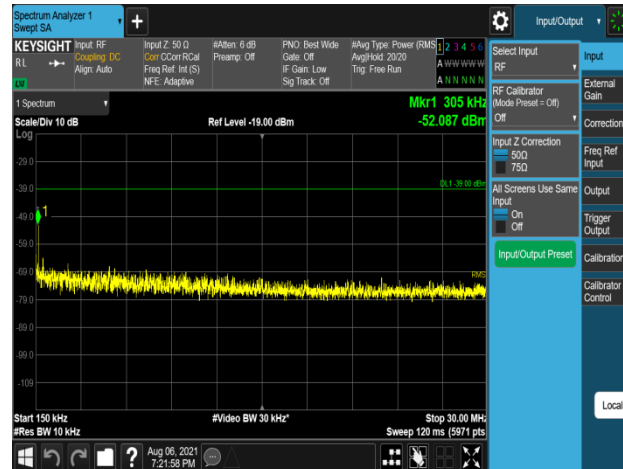 Spectrum Analyzer 1
Swept SA
Input/Output
KEYSIGHT
Input: RF
Coupling: DC
Align: Auto
Input Z: 50 Ω
Corr CCorr RCal
Freq Ref: Int (S)
NFE: Adaptive
#Atten: 6 dB
Preamp: Off
PNO: Best Wide
Gate: Off
IF Gain: Low
Sig Track: Off
#Avg Type: Power (RMS
Avg|Hold: 20/20
Trig: Free Run
1 2 3 4 5 6
A W W W W W
A N N N N N
R L
LW
1 Spectrum
Mkr1 305 kHz
Scale/Div 10 dB
Ref Level -19.00 dBm
-52.087 dBm
Log
-29.0
-39.0
DL1 -39.00 dBm
-49.0
1
-59.0
-69.0
RMS
-79.0
-89.0
-99.0
-109
Start 150 kHz
#Video BW 30 kHz*
Stop 30.00 MHz
#Res BW 10 kHz
Sweep 120 ms (5971 pts
?
Aug 06, 2021
7:21:58 PM
Select Input
RF
RF Calibrator
(Mode Preset = Off)
Off
Input Z Correction
50Ω
75Ω
All Screens Use Same
Input
On
Off
Input/Output Preset
Input
External
Gain
Correction
Freq Ref
Input
Output
Trigger
Output
Calibration
Calibrator
Control
Local